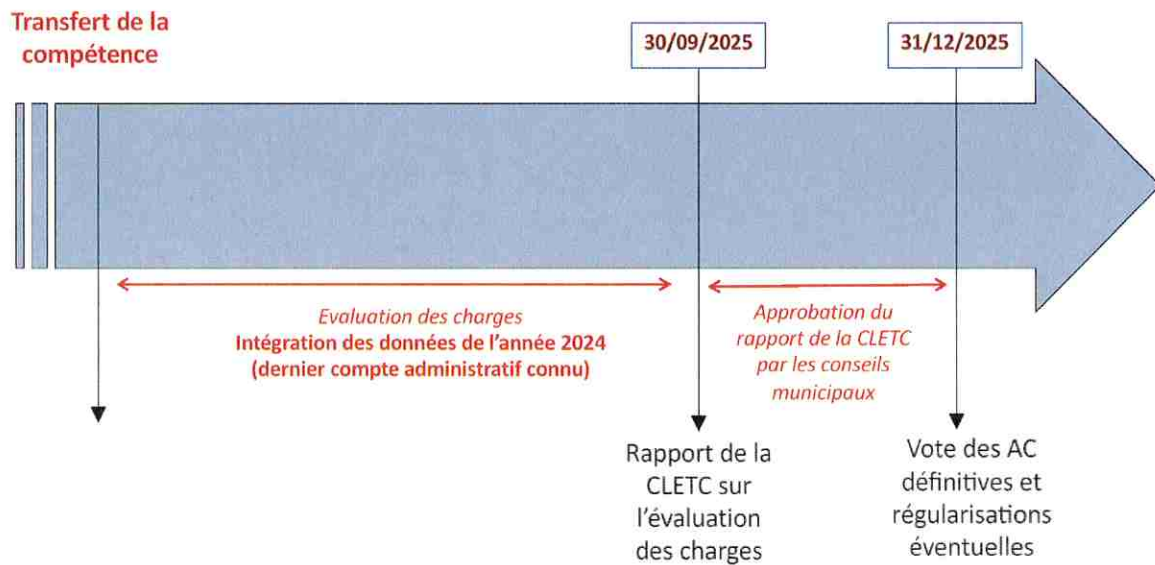 Transfert de la
compétence
30/09/2025
31/12/2025
Evaluation des charges
Intégration des données de l'année 2024
(dernier compte administratif connu)
Approbation du
rapport de la CLETC
par les conseils
municipaux
Rapport de la
CLETC sur
l'évaluation
des charges
Vote des AC
définitives et
régularisations
éventuelles